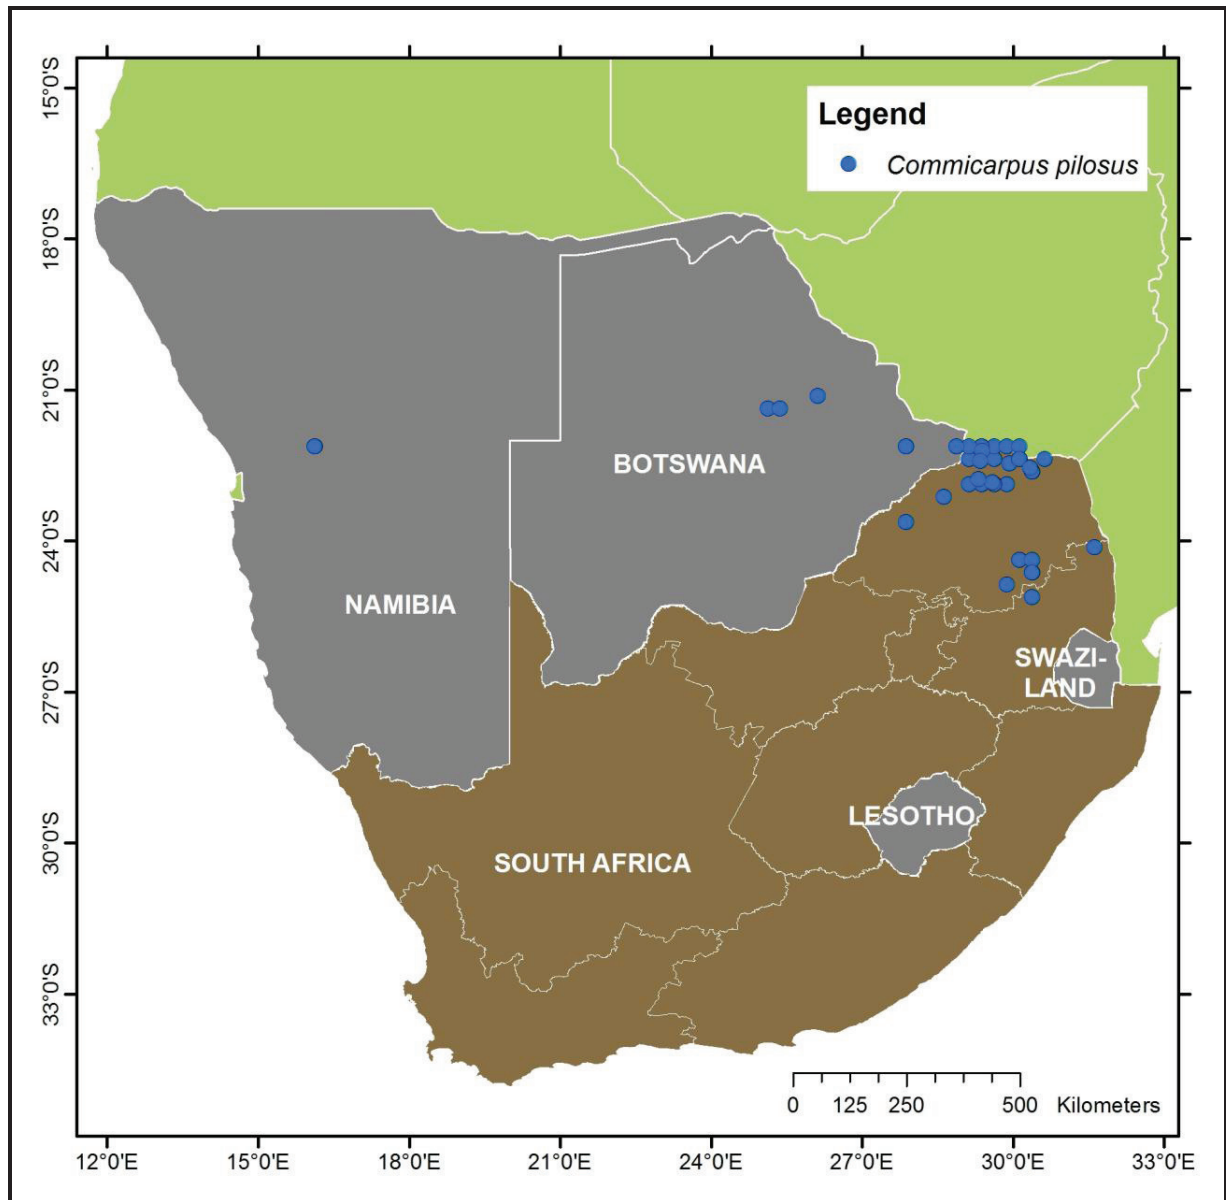 Legend
Commicarpus pilosus
15°0'S
18°0'S
21°0'S
24°0'S
27°0'S
30°0'S
33°0'S
BOTSWANA
NAMIBIA
SWAZI-
LAND
LESOTHO
SOUTH AFRICA
0 125 250 500 Kilometers
12°0'E 15°0'E 18°0'E 21°0'E 24°0'E 27°0'E 30°0'E 33°0'E